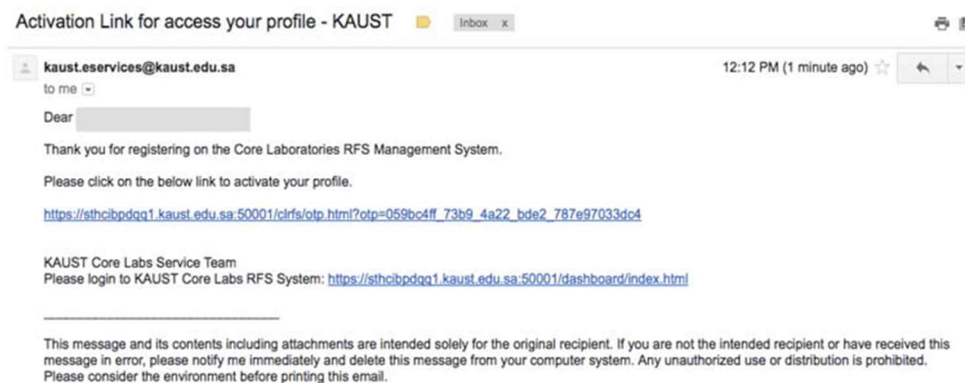 Activation Link for access your profile - KAUST
Inbox x
kaust.eservices@kaust.edu.sa
12:12 PM (1 minute ago)
to me
Dear
Thank you for registering on the Core Laboratories RFS Management System.
Please click on the below link to activate your profile.
https://sthcibpdqq1.kaust.edu.sa:50001/clrfs/otp.html?otp=059bc4ff_73b9_4a22_bde2_787e97033dc4
KAUST Core Labs Service Team
Please login to KAUST Core Labs RFS System: https://sthcibpdqq1.kaust.edu.sa:50001/dashboard/index.html
This message and its contents including attachments are intended solely for the original recipient. If you are not the intended recipient or have received this
message in error, please notify me immediately and delete this message from your computer system. Any unauthorized use or distribution is prohibited.
Please consider the environment before printing this email.